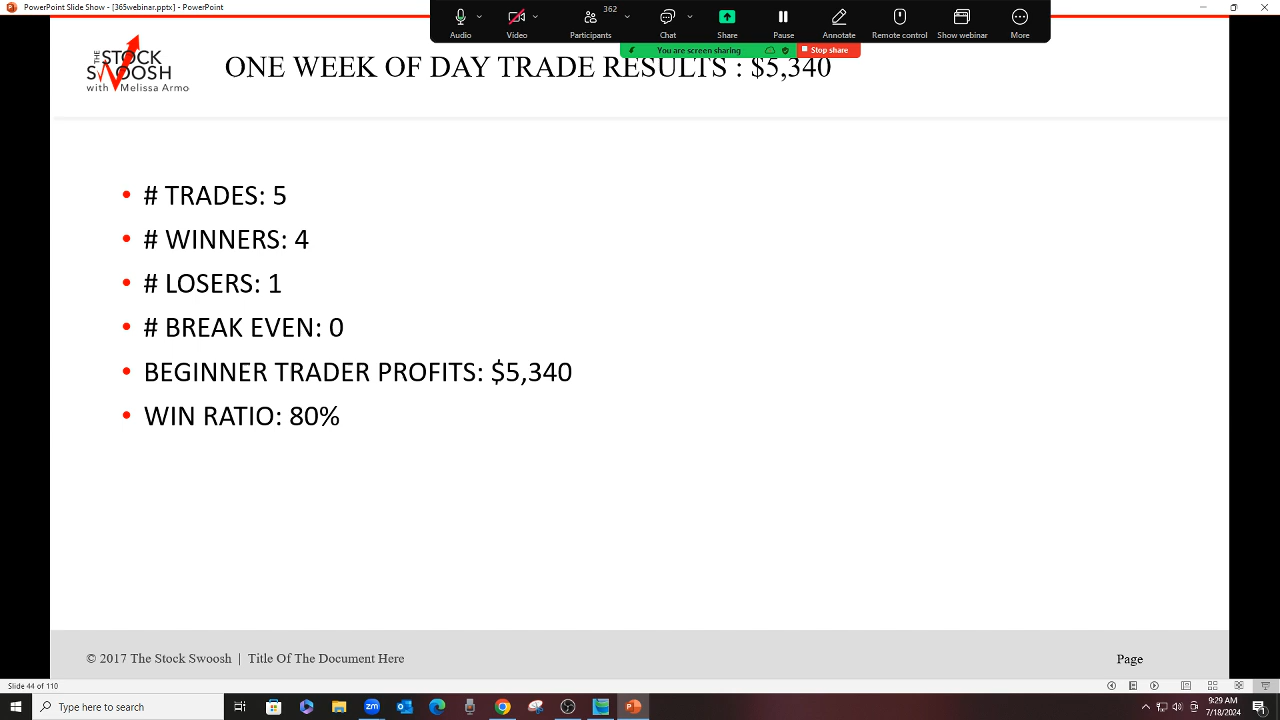 PowerPoint Slide Show - [365webinar.pptx] - PowerPoint
362
Audio
Video
Participants
Chat
Share
Pause
Annotate
Remote control
Show webinar
More
You are screen sharing
Stop share
THE STOCK
SWOOSH
with Melissa Armo
ONE WEEK OF DAY TRADE RESULTS : $5,340
• # TRADES: 5
• # WINNERS: 4
• # LOSERS: 1
• # BREAK EVEN: 0
• BEGINNER TRADER PROFITS: $5,340
• WIN RATIO: 80%
© 2017 The Stock Swoosh | Title Of The Document Here
Page
Slide 44 of 110
Type here to search
zm
9:29 AM
7/18/2024